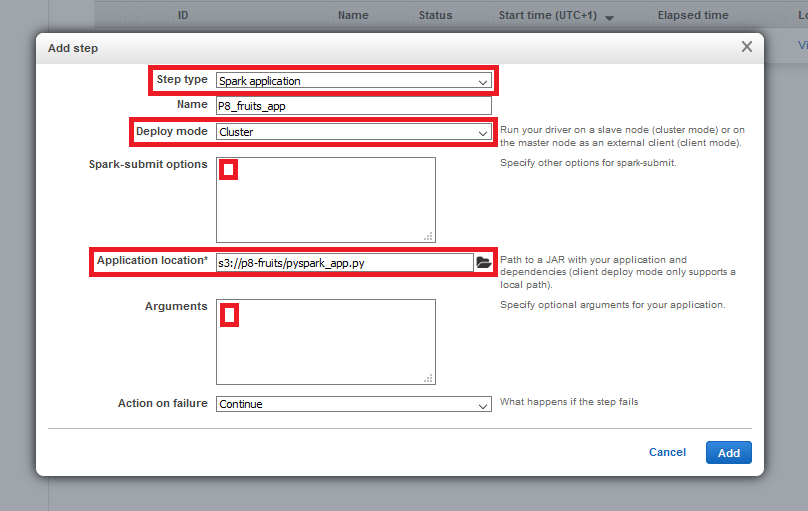 ID Name Status Start time (UTC+1) Elapsed time Lo
Vi
Add step
Step type Spark application
Name P8_fruits_app
Deploy mode Cluster
Run your driver on a slave node (cluster mode) or on
the master node as an external client (client mode).
Spark-submit options
Specify other options for spark-submit.
Application location* s3://p8-fruits/pyspark_app.py
Path to a JAR with your application and
dependencies (client deploy mode only supports a
local path).
Arguments
Specify optional arguments for your application.
Action on failure Continue
What happens if the step fails
Cancel Add